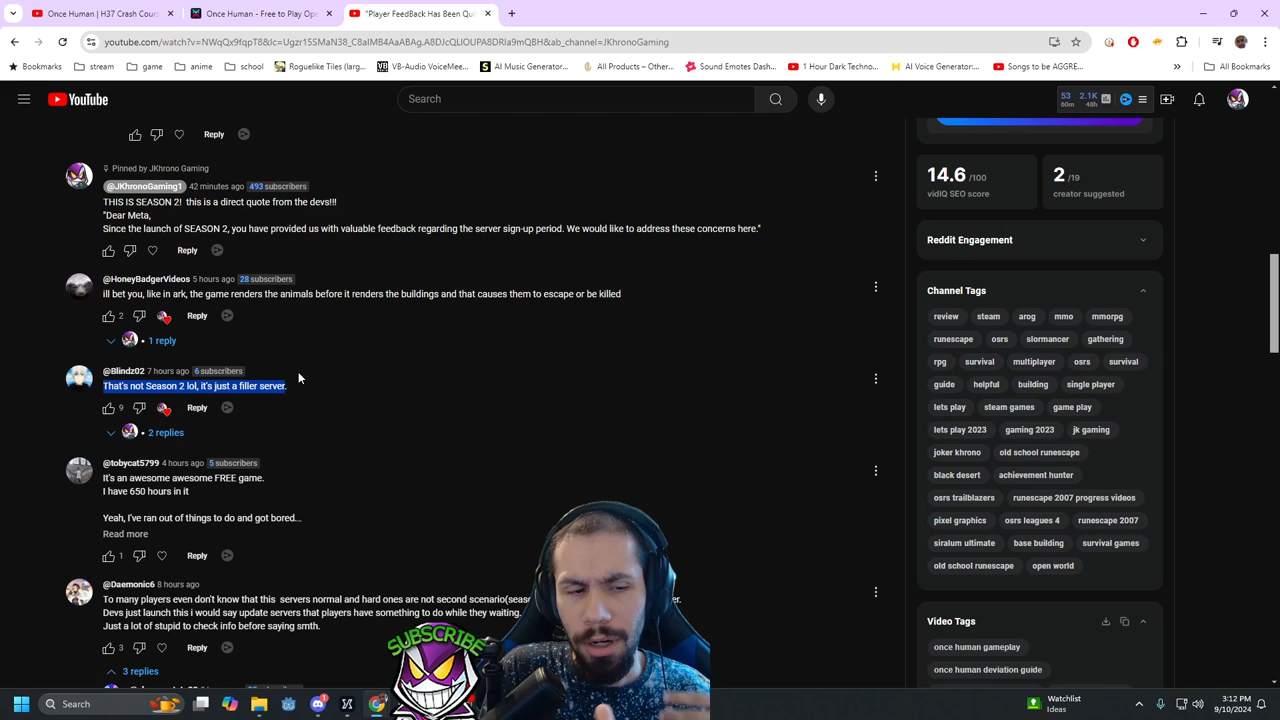 Once Human | H37 Crash Cours
Once Human - Free to Play Ope
"Player FeedBack Has Been Que
youtube.com/watch?v=NWqQx9fqpT8&lc=Ugzr15SMaN38_C8aIMB4AaABAg.A8DJcQLIOUPA8DRla9mQBH&ab_channel=JKhronoGaming
Bookmarks
stream
game
anime
school
Roguelike Tiles (larg...
VB-Audio VoiceMee...
AI Music Generator:...
All Products – Other...
Sound Emotes Dash...
1 Hour Dark Techno...
AI Voice Generator:...
Songs to be AGGRE...
»
All Bookmarks
YouTube
Search
53
60m
2.1K
48h
Reply
Pinned by JKhrono Gaming
@JKhronoGaming1 42 minutes ago 493 subscribers
THIS IS SEASON 2! this is a direct quote from the devs!!!
"Dear Meta,
Since the launch of SEASON 2, you have provided us with valuable feedback regarding the server sign-up period. We would like to address these concerns here."
Reply
@HoneyBadgerVideos 5 hours ago 28 subscribers
ill bet you, like in ark, the game renders the animals before it renders the buildings and that causes them to escape or be killed
2 Reply
1 reply
@Blindz02 7 hours ago 6 subscribers
That's not Season 2 lol, it's just a filler server.
9 Reply
2 replies
@tobycat5799 4 hours ago 5 subscribers
It's an awesome awesome FREE game.
I have 650 hours in it
Yeah, I've ran out of things to do and got bored...
Read more
1 Reply
@Daemonic6 8 hours ago
To many players even don't know that this servers normal and hard ones are not second scenario(seas
Devs just launch this i would say update servers that players have something to do while they waiting.
Just a lot of stupid to check info before saying smth.
3 Reply
3 replies
SUBSCRIBE
14.6 /100
vidIQ SEO score
2 /19
creator suggested
Reddit Engagement
Channel Tags
review steam arog mmo mmorpg
runescape osrs slormancer gathering
rpg survival multiplayer osrs survival
guide helpful building single player
lets play steam games game play
lets play 2023 gaming 2023 jk gaming
joker khrono old school runescape
black desert achievement hunter
osrs trailblazers runescape 2007 progress videos
pixel graphics osrs leagues 4 runescape 2007
siralum ultimate base building survival games
old school runescape open world
Video Tags
once human gameplay
once human deviation guide
Search
Watchlist
Ideas
3:12 PM
9/10/2024